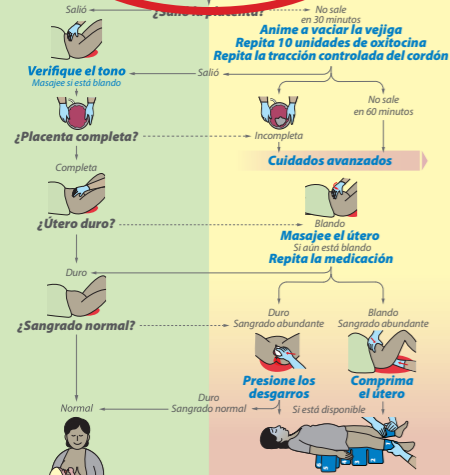 Salió
¿Salió la placenta?
No sale
en 30 minutos
Anime a vaciar la vejiga
Repita 10 unidades de oxitocina
Repita la tracción controlada del cordón
Verifique el tono
Masajee si está blando
Salió
No sale
en 60 minutos
¿Placenta completa?
Incompleta
Completa
Cuidados avanzados
¿Útero duro?
Blando
Masajee el útero
Si aún está blando
Repita la medicación
Duro
Duro
Sangrado abundante
Blando
Sangrado abundante
¿Sangrado normal?
Presione los
desgarros
Comprima
el útero
Normal
Duro
Sangrado normal
Si está disponible